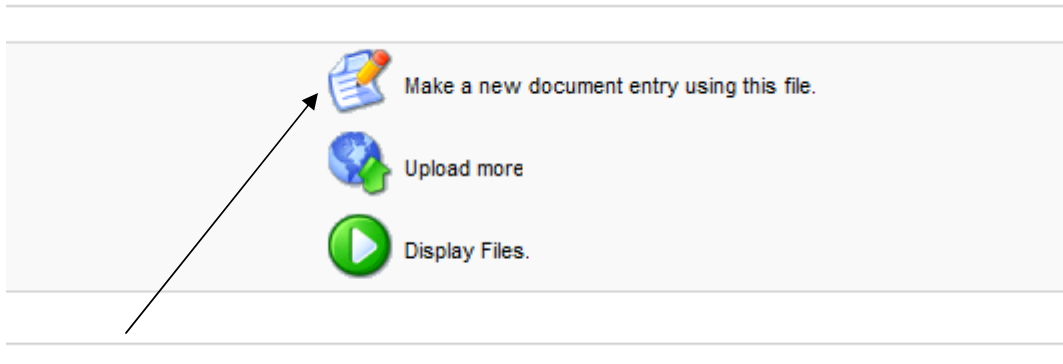 Make a new document entry using this file.
Upload more
Display Files.